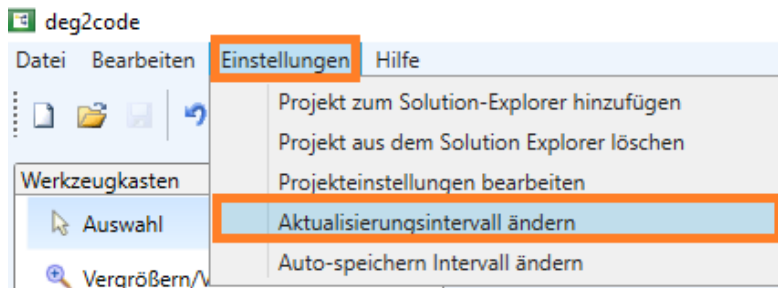 deg2code
Datei Bearbeiten Einstellungen Hilfe
Projekt zum Solution-Explorer hinzufügen
Projekt aus dem Solution Explorer löschen
Werkzeugkasten Projekteinstellungen bearbeiten
Auswahl Aktualisierungsintervall ändern
Vergrößern/V Auto-speichern Intervall ändern